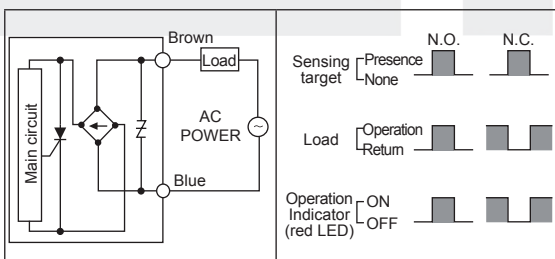 Brown
Load
Main circuit
AC
POWER
~
Blue
N.O. N.C.
Sensing target Presence None
Load Operation Return
Operation Indicator (red LED) ON OFF